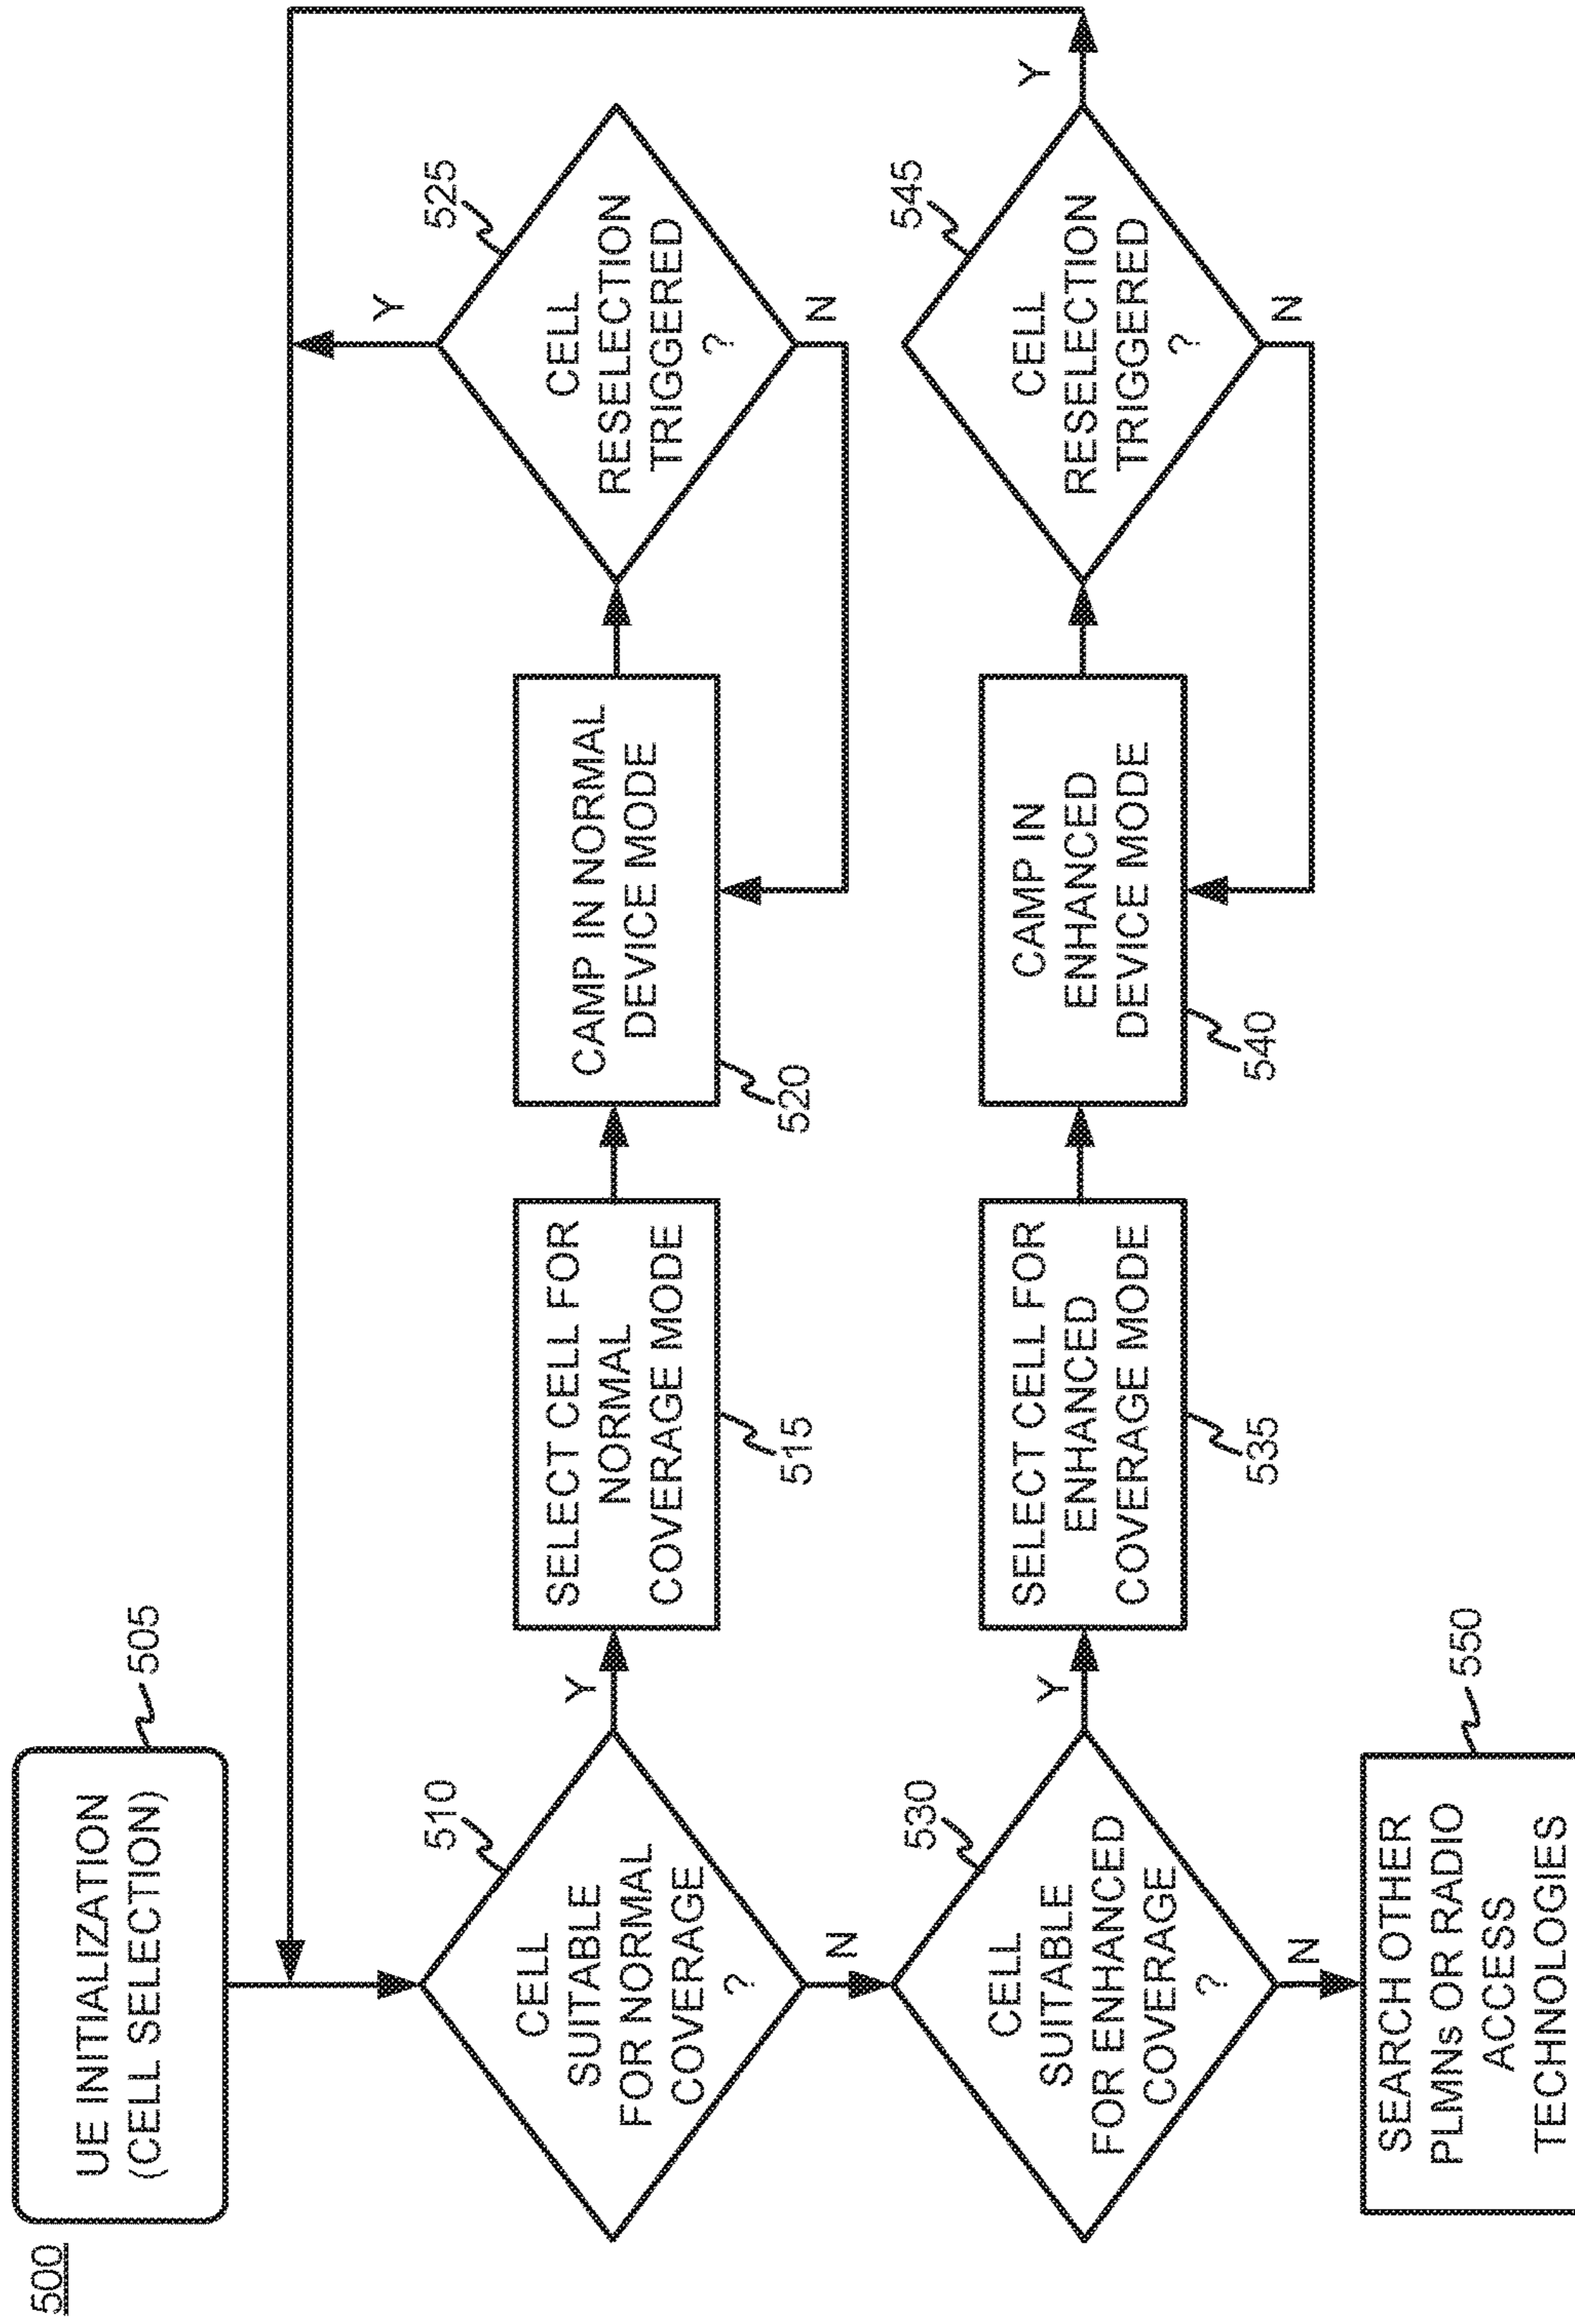 500
UE INITIALIZATION
(CELL SELECTION)
505
510
CELL
SUITABLE
FOR NORMAL
COVERAGE
?
Y
N
SELECT CELL FOR
NORMAL
COVERAGE MODE
515
CAMP IN NORMAL
DEVICE MODE
520
525
CELL
RESELECTION
TRIGGERED
?
Y
N
530
CELL
SUITABLE
FOR ENHANCED
COVERAGE
?
Y
N
SELECT CELL FOR
ENHANCED
COVERAGE MODE
535
CAMP IN
ENHANCED
DEVICE MODE
540
545
CELL
RESELECTION
TRIGGERED
?
Y
N
SEARCH OTHER
PLMNs OR RADIO
ACCESS
TECHNOLOGIES
550